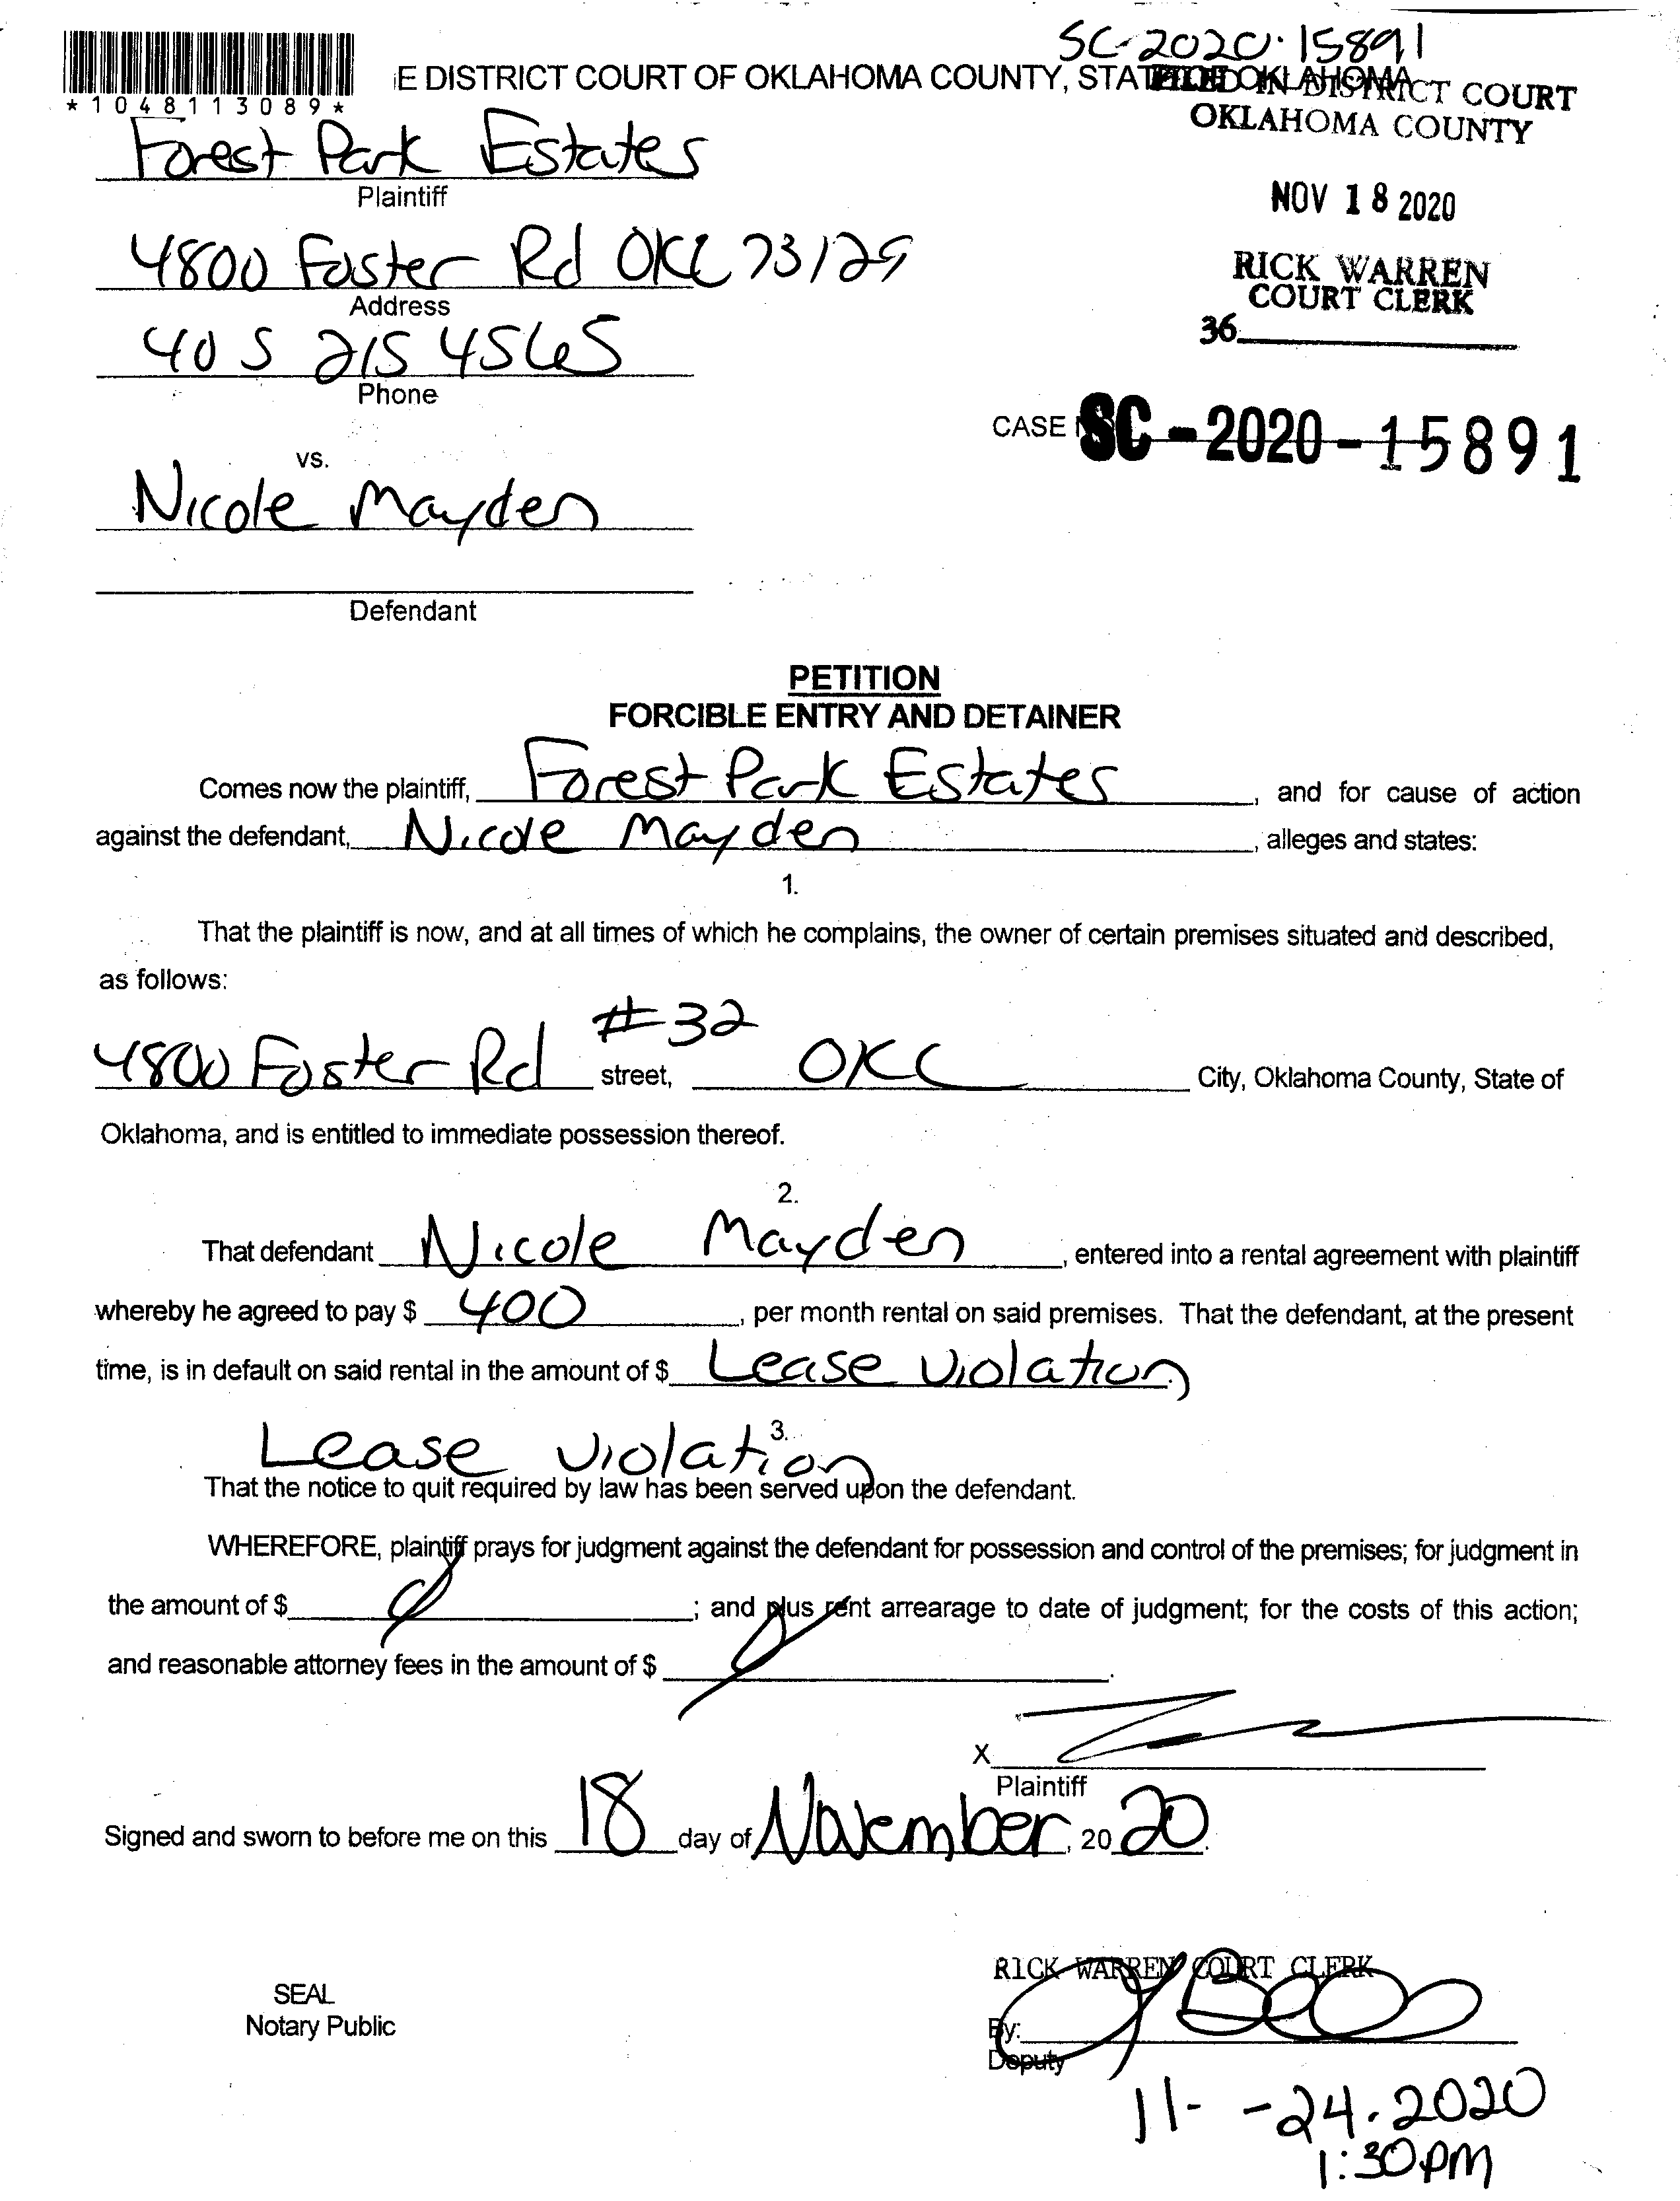 SC-2020-15891
E DISTRICT COURT OF OKLAHOMA COUNTY, STATE OF OKLAHOMA
FILED IN DISTRICT COURT
OKLAHOMA COUNTY
*1048113089*
Forest Park Estates
Plaintiff
NOV 18 2020
4800 Foster Rd OKC 73129
Address
RICK WARREN
COURT CLERK
36
405 215 4565
Phone
CASE SC-2020-15891
vs.
Nicole Mayden
Defendant
PETITION
FORCIBLE ENTRY AND DETAINER
Comes now the plaintiff, Forest Park Estates, and for cause of action
against the defendant, Nicole Mayden, alleges and states:
1.
That the plaintiff is now, and at all times of which he complains, the owner of certain premises situated and described,
as follows:
4800 Foster Rd #32 street, OKC City, Oklahoma County, State of
Oklahoma, and is entitled to immediate possession thereof.
2.
That defendant Nicole Mayden, entered into a rental agreement with plaintiff
whereby he agreed to pay $ 400, per month rental on said premises. That the defendant, at the present
time, is in default on said rental in the amount of $ Lease Violation
3.
Lease Violation
That the notice to quit required by law has been served upon the defendant.
WHEREFORE, plaintiff prays for judgment against the defendant for possession and control of the premises; for judgment in
the amount of $ ; and plus rent arrearage to date of judgment; for the costs of this action;
and reasonable attorney fees in the amount of $ .
X
Plaintiff
Signed and sworn to before me on this 18 day of November, 20 20.
RICK WARREN COURT CLERK
SEAL
Notary Public
By:
Deputy
11- -24.2020
1:30PM